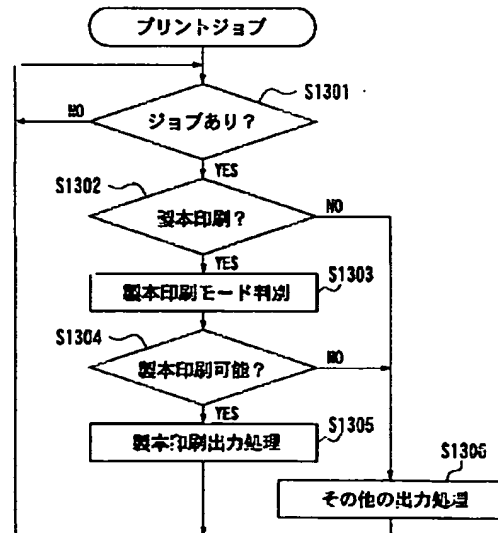 プリントジョブ
S1301
ジョブあり?
NO
YES
S1302
製本印刷?
NO
YES
S1303
製本印刷モード判別
S1304
製本印刷可能?
NO
YES
S1305
製本印刷出力処理
S1306
その他の出力処理